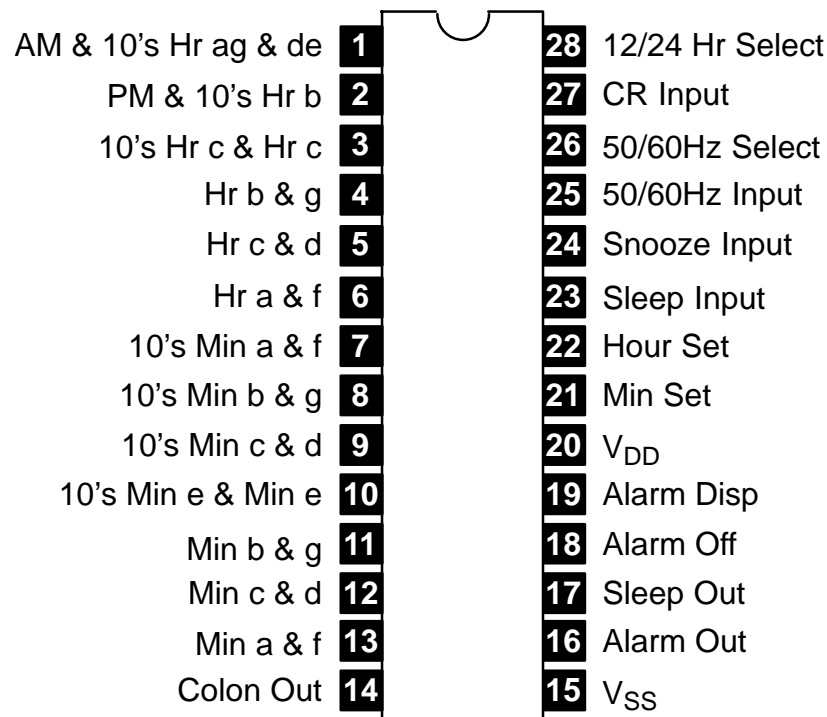 AM & 10’s Hr ag & de 1 28 12/24 Hr Select
PM & 10’s Hr b 2 27 CR Input
10’s Hr c & Hr c 3 26 50/60Hz Select
Hr b & g 4 25 50/60Hz Input
Hr c & d 5 24 Snooze Input
Hr a & f 6 23 Sleep Input
10’s Min a & f 7 22 Hour Set
10’s Min b & g 8 21 Min Set
10’s Min c & d 9 20 VDD
10’s Min e & Min e 10 19 Alarm Disp
Min b & g 11 18 Alarm Off
Min c & d 12 17 Sleep Out
Min a & f 13 16 Alarm Out
Colon Out 14 15 VSS